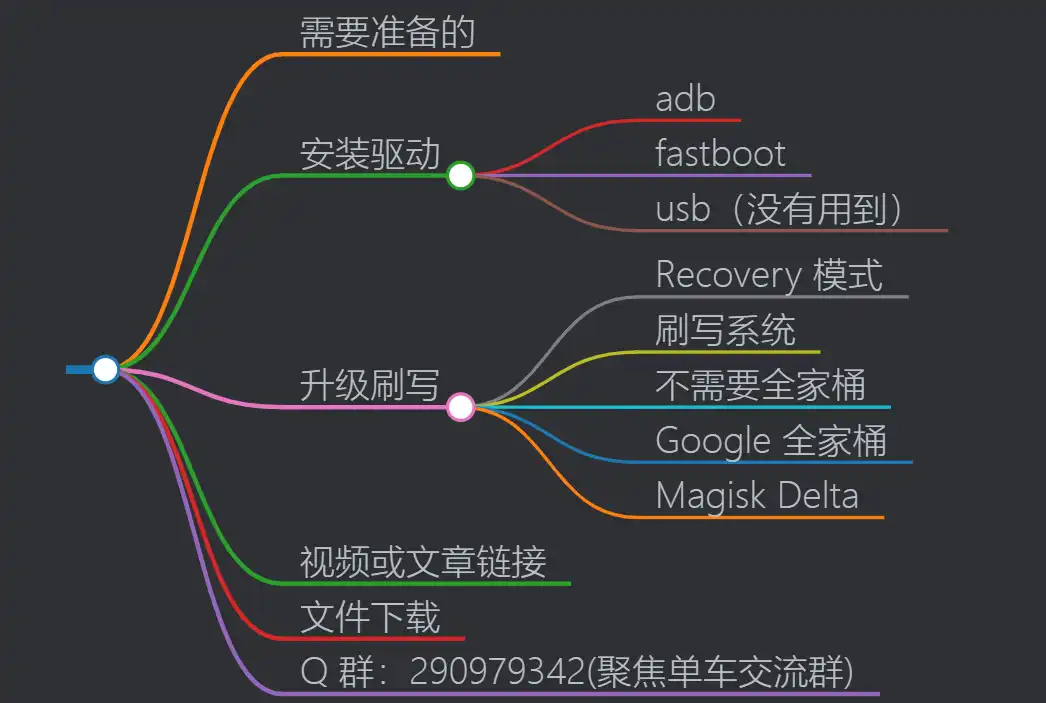 需要准备的
安装驱动
adb
fastboot
usb（没有用到）
升级刷写
Recovery 模式
刷写系统
不需要全家桶
Google 全家桶
Magisk Delta
视频或文章链接
文件下载
Q 群：290979342(聚焦单车交流群)